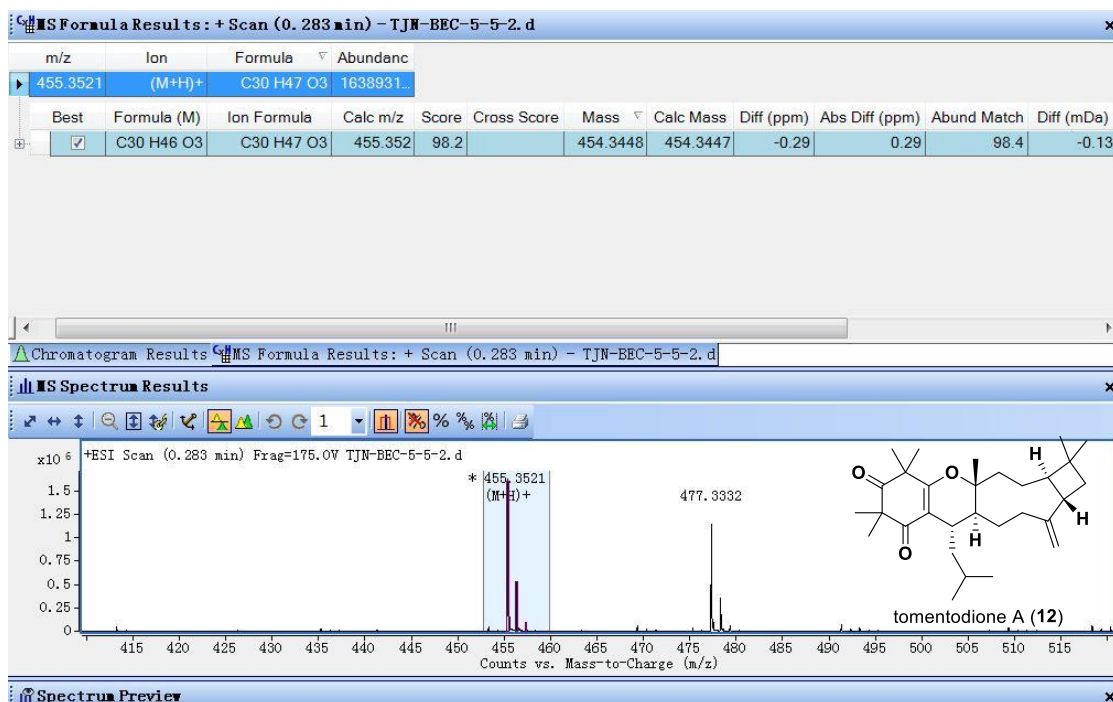 MS Formula Results: + Scan (0.283 min) - TJN-BEC-5-5-2.d
m/z Ion Formula Abundanc
455.3521 (M+H)+ C30 H47 O3 1638931...
Best Formula (M) Ion Formula Calc m/z Score Cross Score Mass Calc Mass Diff (ppm) Abs Diff (ppm) Abund Match Diff (mDa)
C30 H46 O3 C30 H47 O3 455.352 98.2 454.3448 454.3447 -0.29 0.29 98.4 -0.13
Chromatogram Results MS Formula Results: + Scan (0.283 min) - TJN-BEC-5-5-2.d
MS Spectrum Results
1
x10 6 +ESI Scan (0.283 min) Frag=175.0V TJN-BEC-5-5-2.d
* 455.3521
(M+H)+
477.3332
1.5
1.25
1
0.75
0.5
0.25
0
H
O
O
H
H
O
tomentodione A (12)
415 420 425 430 435 440 445 450 455 460 465 470 475 480 485 490 495 500 505 510 515
Counts vs. Mass-to-Charge (m/z)
Spectrum Preview